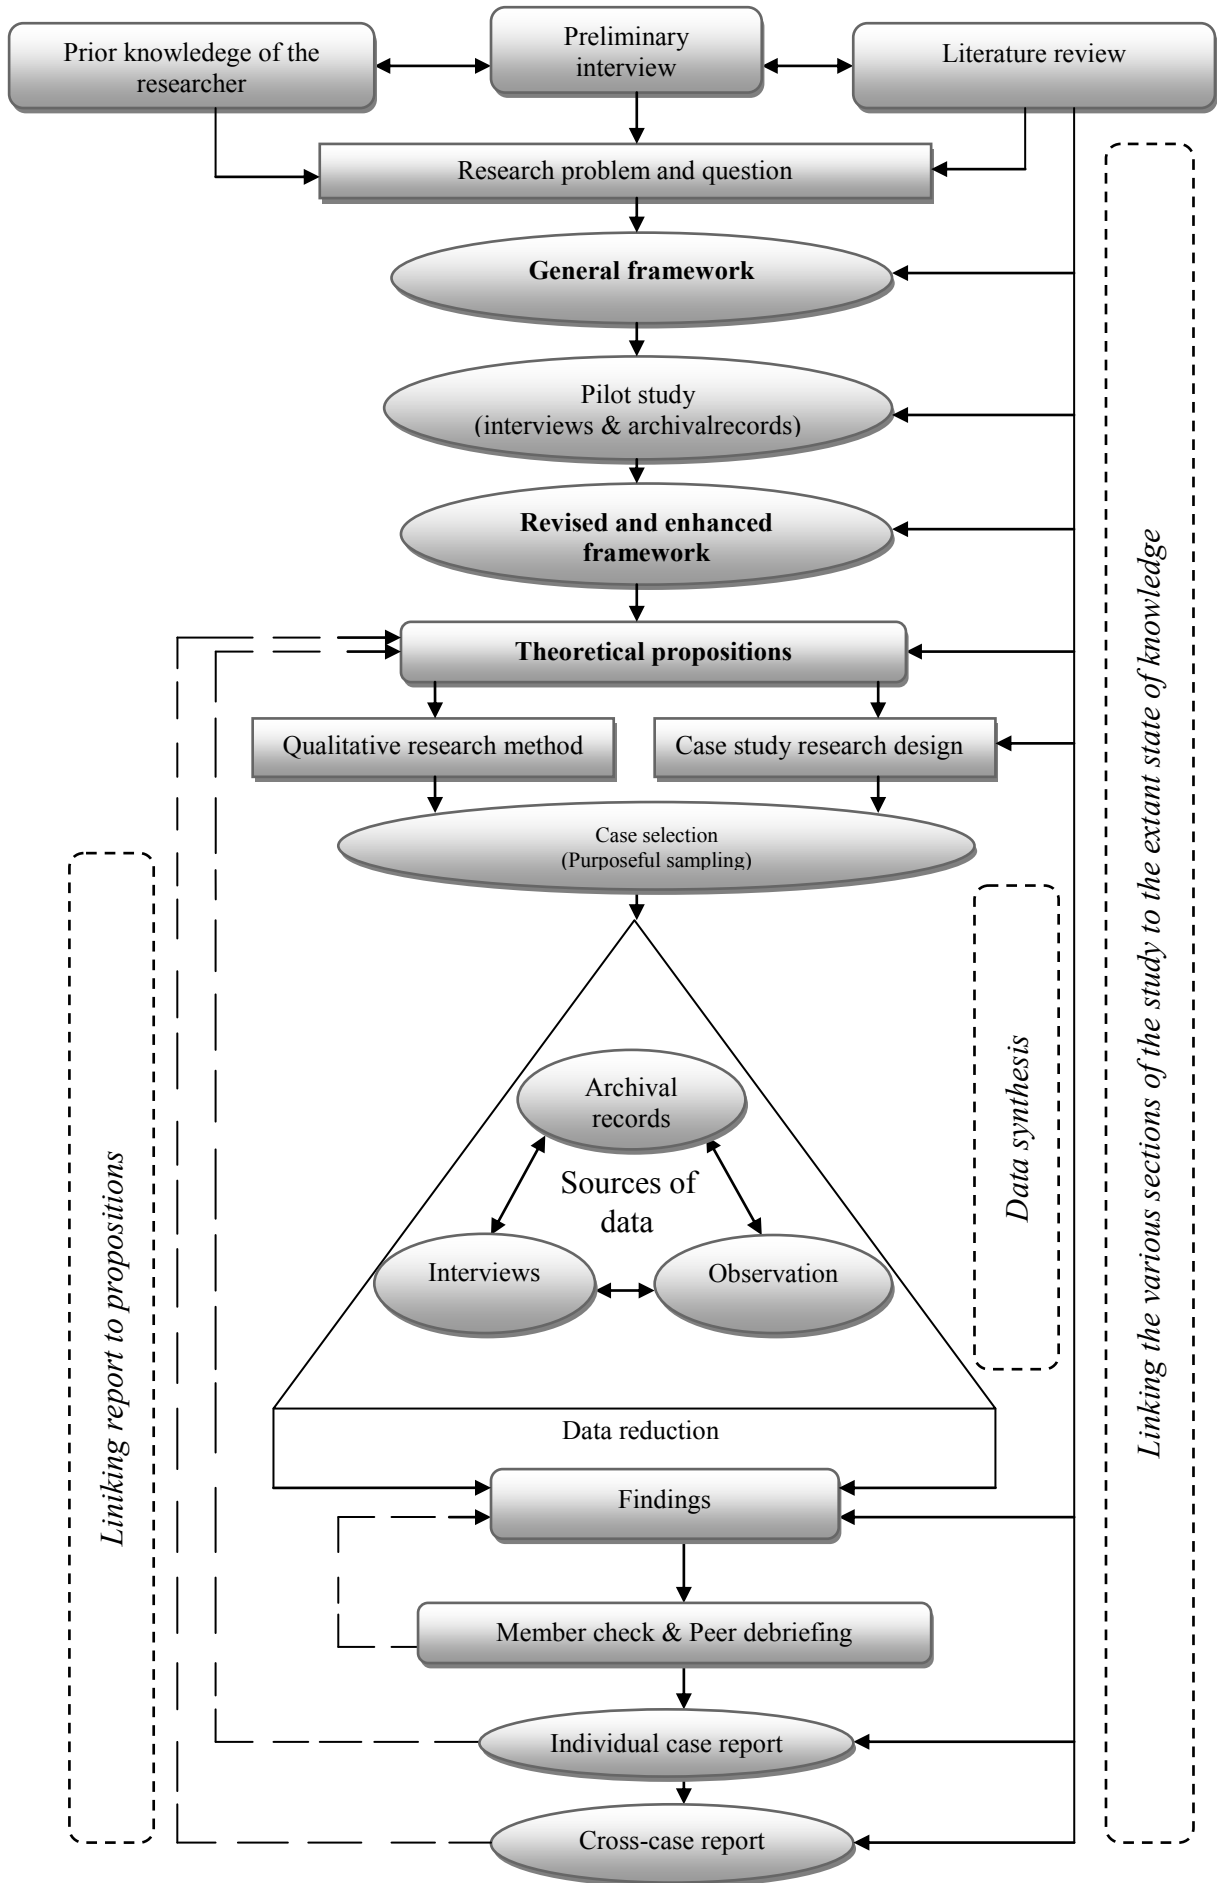 Prior knowledege of the
researcher
Preliminary
interview
Literature review
Research problem and question
General framework
Pilot study
(interviews & archivalrecords)
Revised and enhanced
framework
Theoretical propositions
Qualitative research method
Case study research design
Case selection
(Purposeful sampling)
Archival
records
Sources of
data
Interviews
Observation
Data reduction
Findings
Member check & Peer debriefing
Individual case report
Cross-case report
Liniking report to propositions
Data synthesis
Linking the various sections of the study to the extant state of knowledge